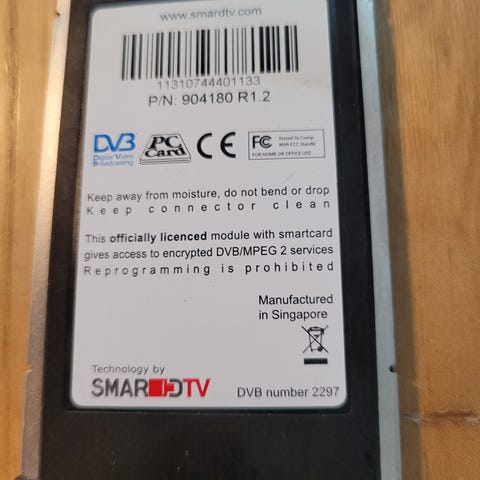 www.smardtv.com
11310744401133
P/N: 904180 R1.2
DVB
Digital Video
Broadcasting
PC
Card
CE
FC
Tested To Comply
With FCC Standards
FOR HOME OR OFFICE USE
Keep away from moisture, do not bend or drop
Keep connector clean
This officially licenced module with smartcard
gives access to encrypted DVB/MPEG 2 services
Reprogramming is prohibited
Manufactured
in Singapore
Technology by
SMARDTV
DVB number 2297